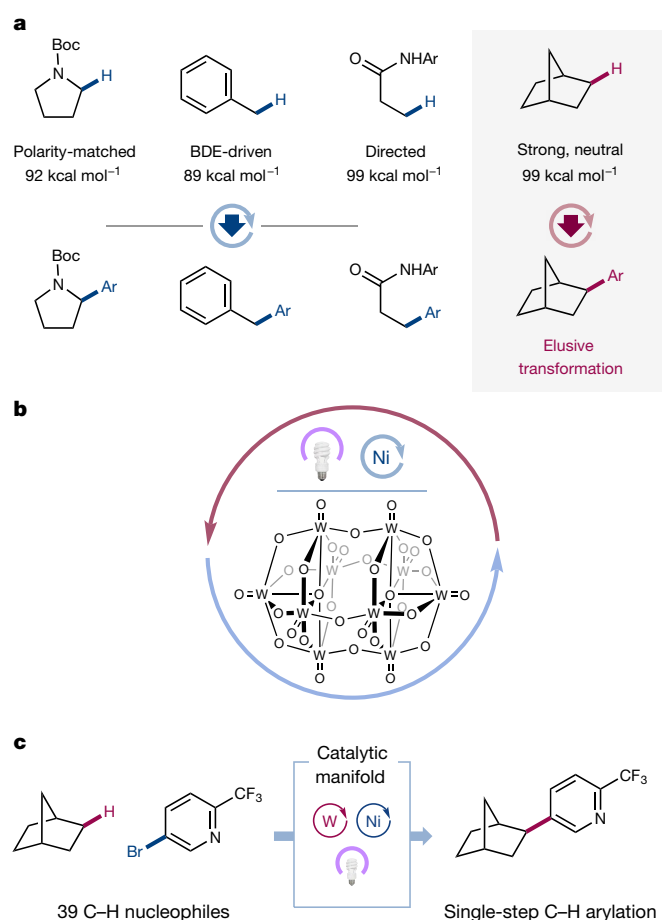 a
Boc
N
H
H
O
NHAr
H
H
Polarity-matched
BDE-driven
Directed
Strong, neutral
92 kcal mol⁻¹
89 kcal mol⁻¹
99 kcal mol⁻¹
99 kcal mol⁻¹
Boc
N
Ar
Ar
O
NHAr
Ar
Ar
Elusive
transformation
b
Ni
O O
W O W
O O O O O O
O W O W
O W O O W O
O O
O W O W O
O O O O
O O
W O W
O O
c
H
Br
N
CF₃
Catalytic
manifold
W Ni
N
CF₃
39 C–H nucleophiles
Single-step C–H arylation